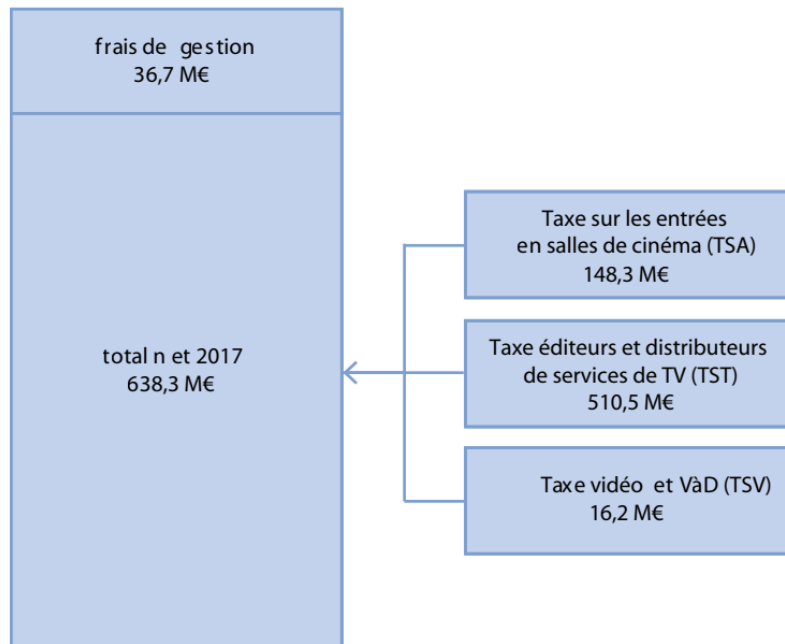 frais de gestion
36,7 M€
total n et 2017
638,3 M€
Taxe sur les entrées
en salles de cinéma (TSA)
148,3 M€
Taxe éditeurs et distributeurs
de services de TV (TST)
510,5 M€
Taxe vidéo et VàD (TSV)
16,2 M€